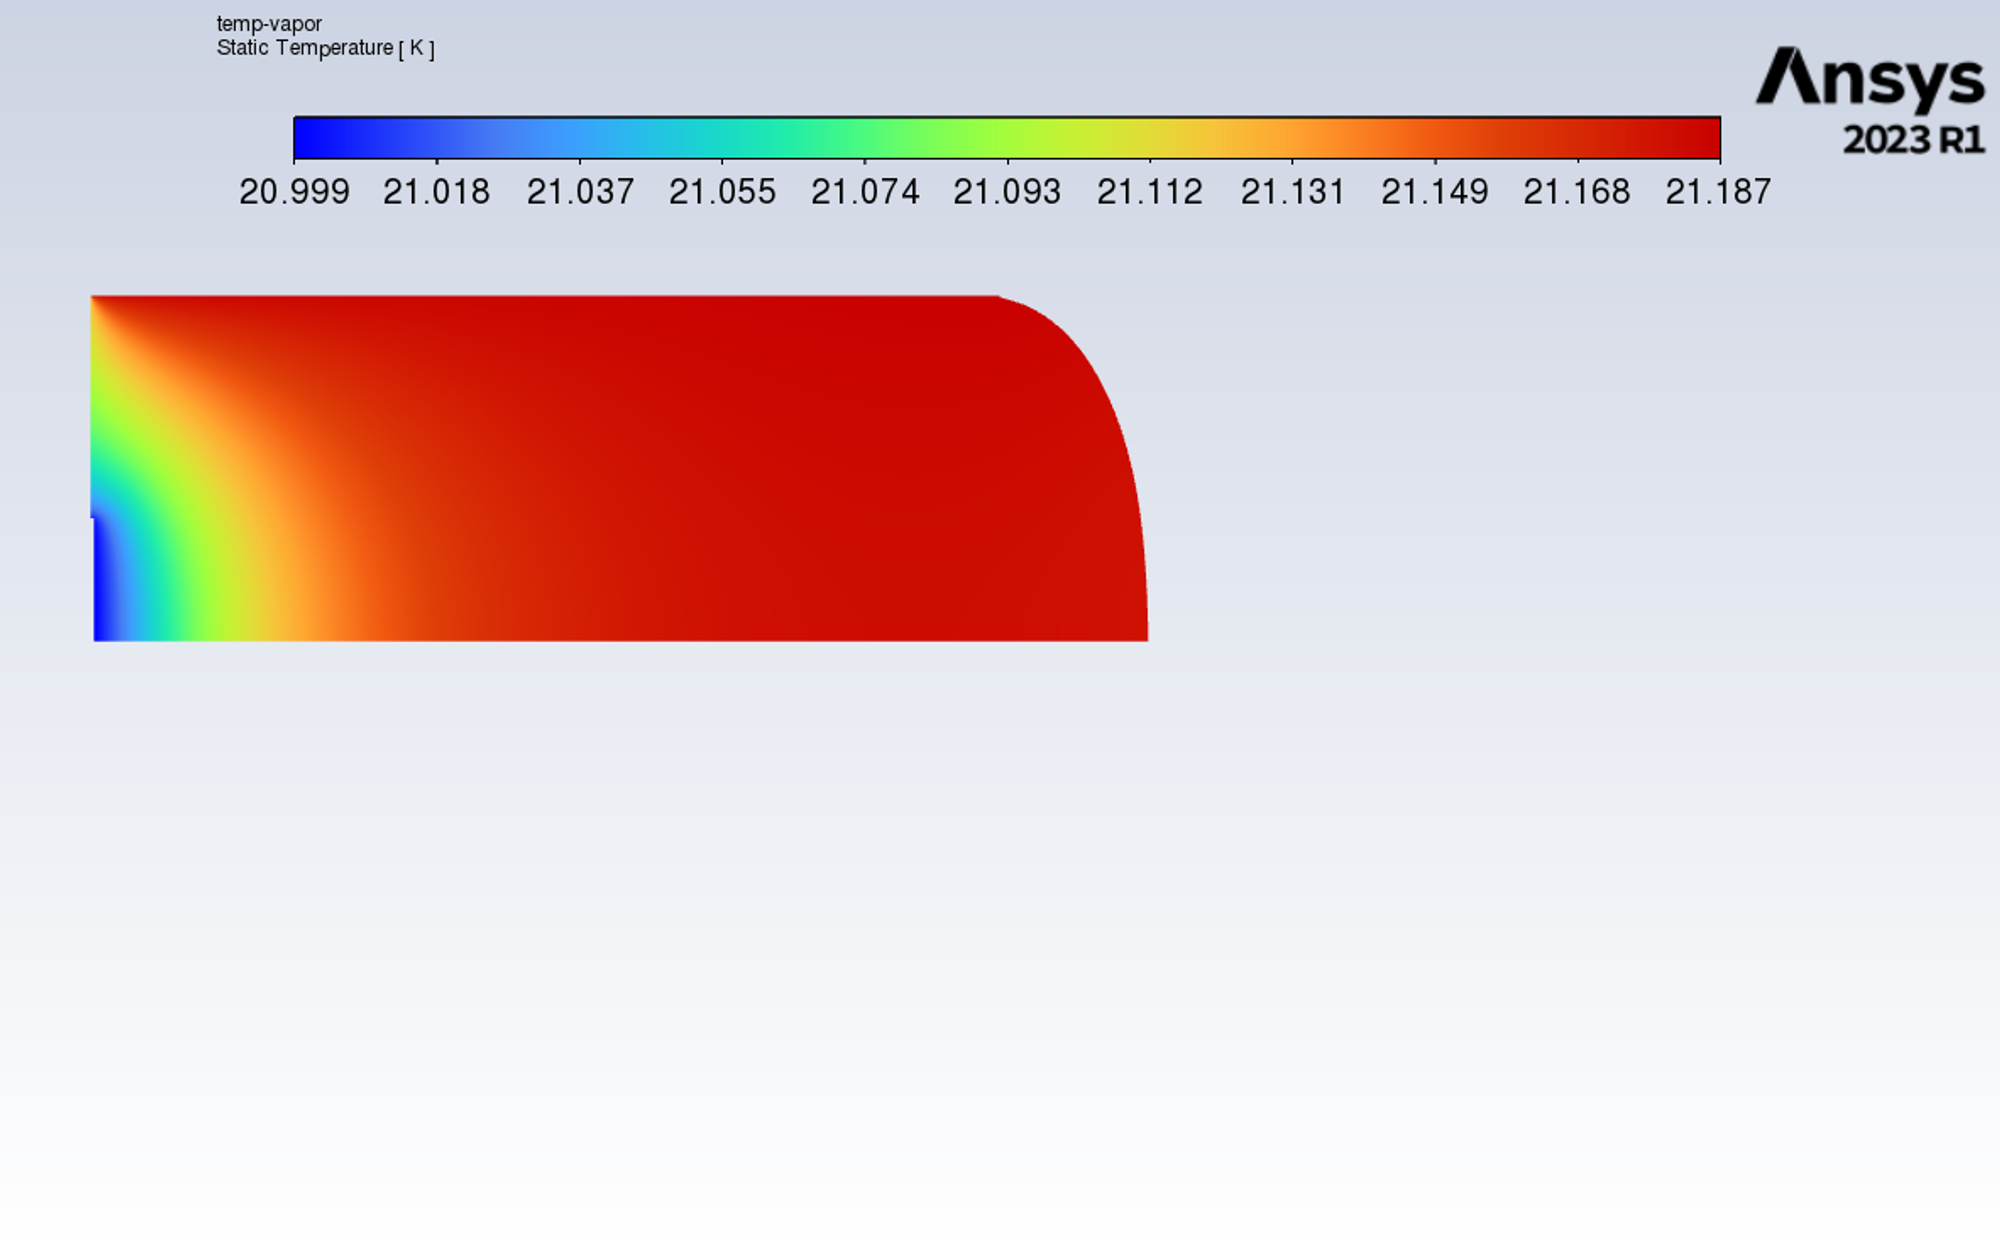 temp-vapor
Static Temperature [ K ]
Ansys
2023 R1
20.999 21.018 21.037 21.055 21.074 21.093 21.112 21.131 21.149 21.168 21.187